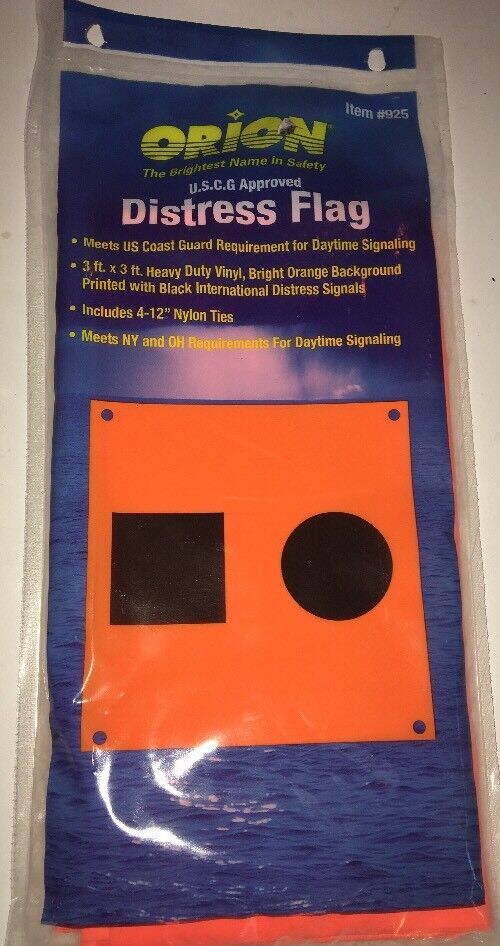 Item #925
ORION®
The Brightest Name in Safety
U.S.C.G Approved
Distress Flag
• Meets US Coast Guard Requirement for Daytime Signaling
• 3 ft. x 3 ft. Heavy Duty Vinyl, Bright Orange Background
Printed with Black International Distress Signals
• Includes 4-12" Nylon Ties
• Meets NY and OH Requirements For Daytime Signaling